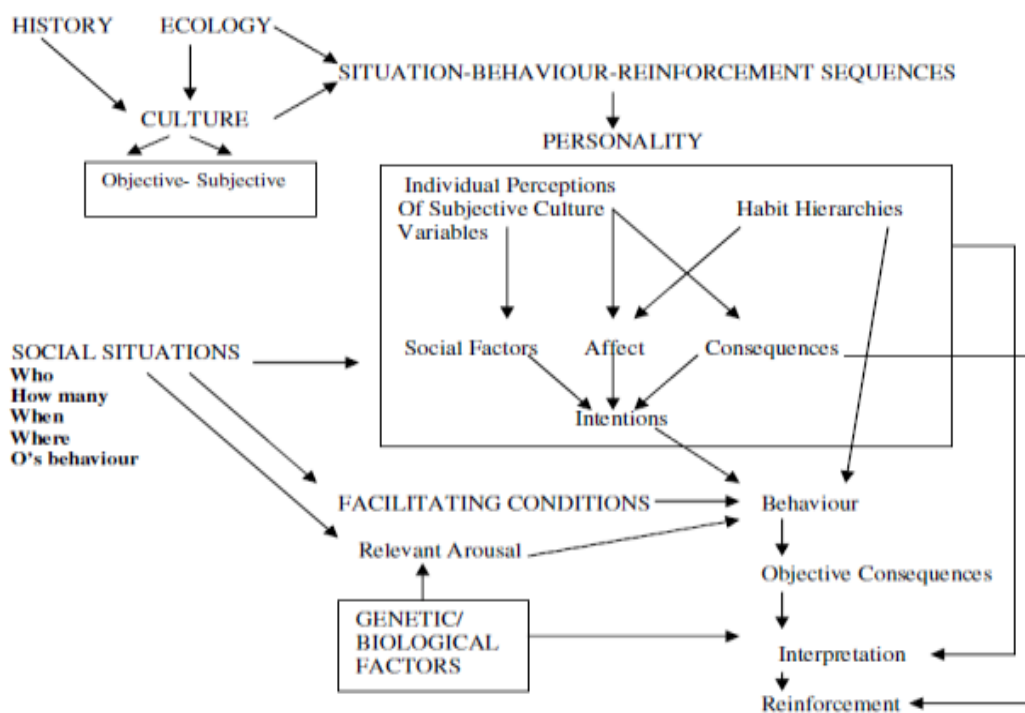 HISTORY
ECOLOGY
SITUATION-BEHAVIOUR-REINFORCEMENT SEQUENCES
CULTURE
PERSONALITY
Objective- Subjective
Individual Perceptions
Of Subjective Culture
Variables
Habit Hierarchies
SOCIAL SITUATIONS
Who
How many
When
Where
O's behaviour
Social Factors
Affect
Consequences
Intentions
FACILITATING CONDITIONS
Behaviour
Relevant Arousal
Objective Consequences
GENETIC/
BIOLOGICAL
FACTORS
Interpretation
Reinforcement